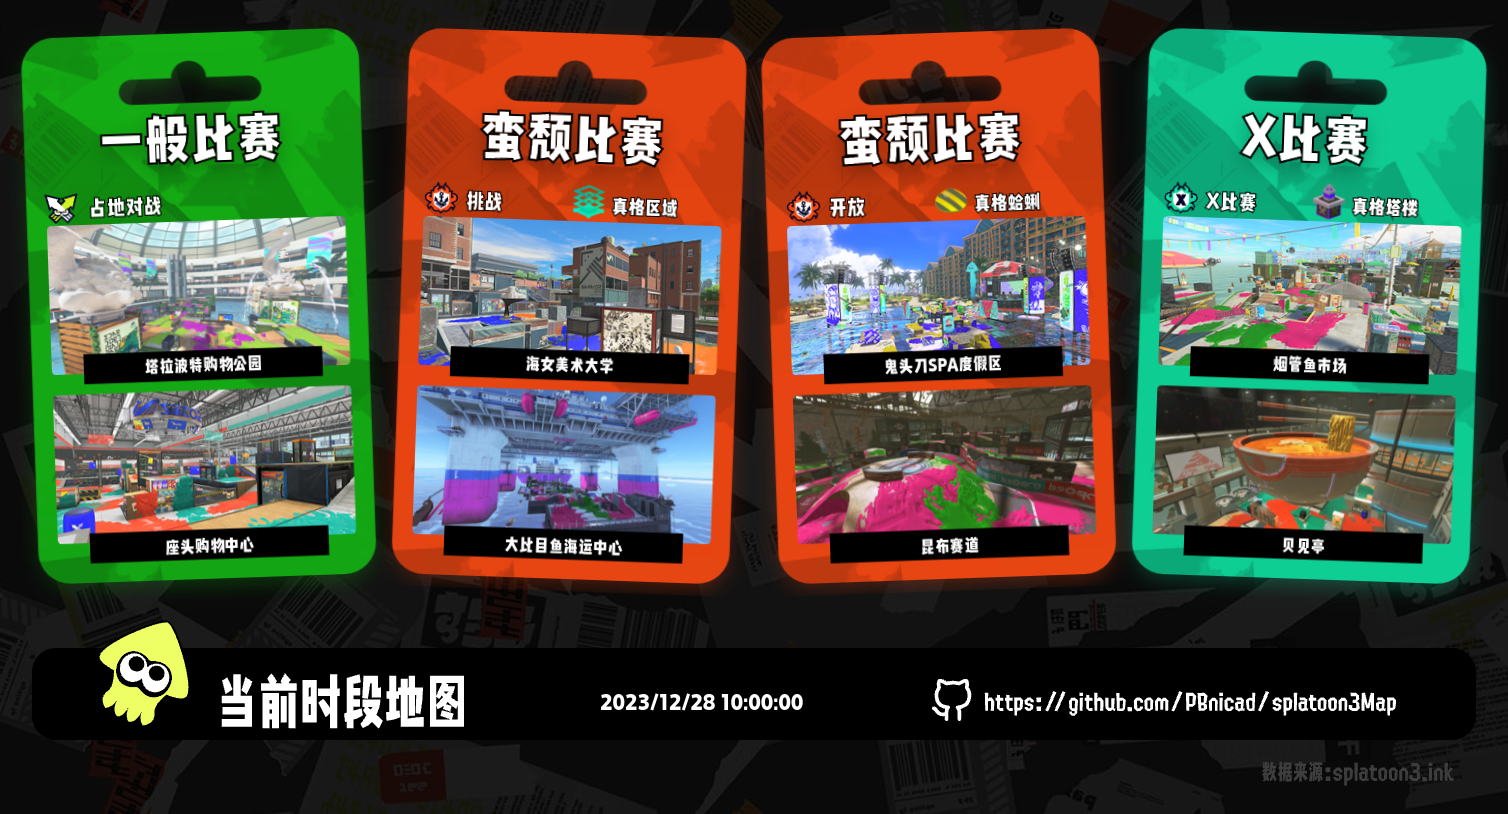 一般比赛
占地对战
塔拉波特购物公园
座头购物中心
蛮颓比赛
挑战
真格区域
海女美术大学
大比目鱼海运中心
蛮颓比赛
开放
真格蛤蜊
鬼头刀SPA度假区
昆布赛道
X比赛
X比赛
真格塔楼
烟管鱼市场
贝见亭
当前时段地图
2023/12/28 10:00:00
https://github.com/PBnicad/splatoon3Map
数据来源:splatoon3.ink